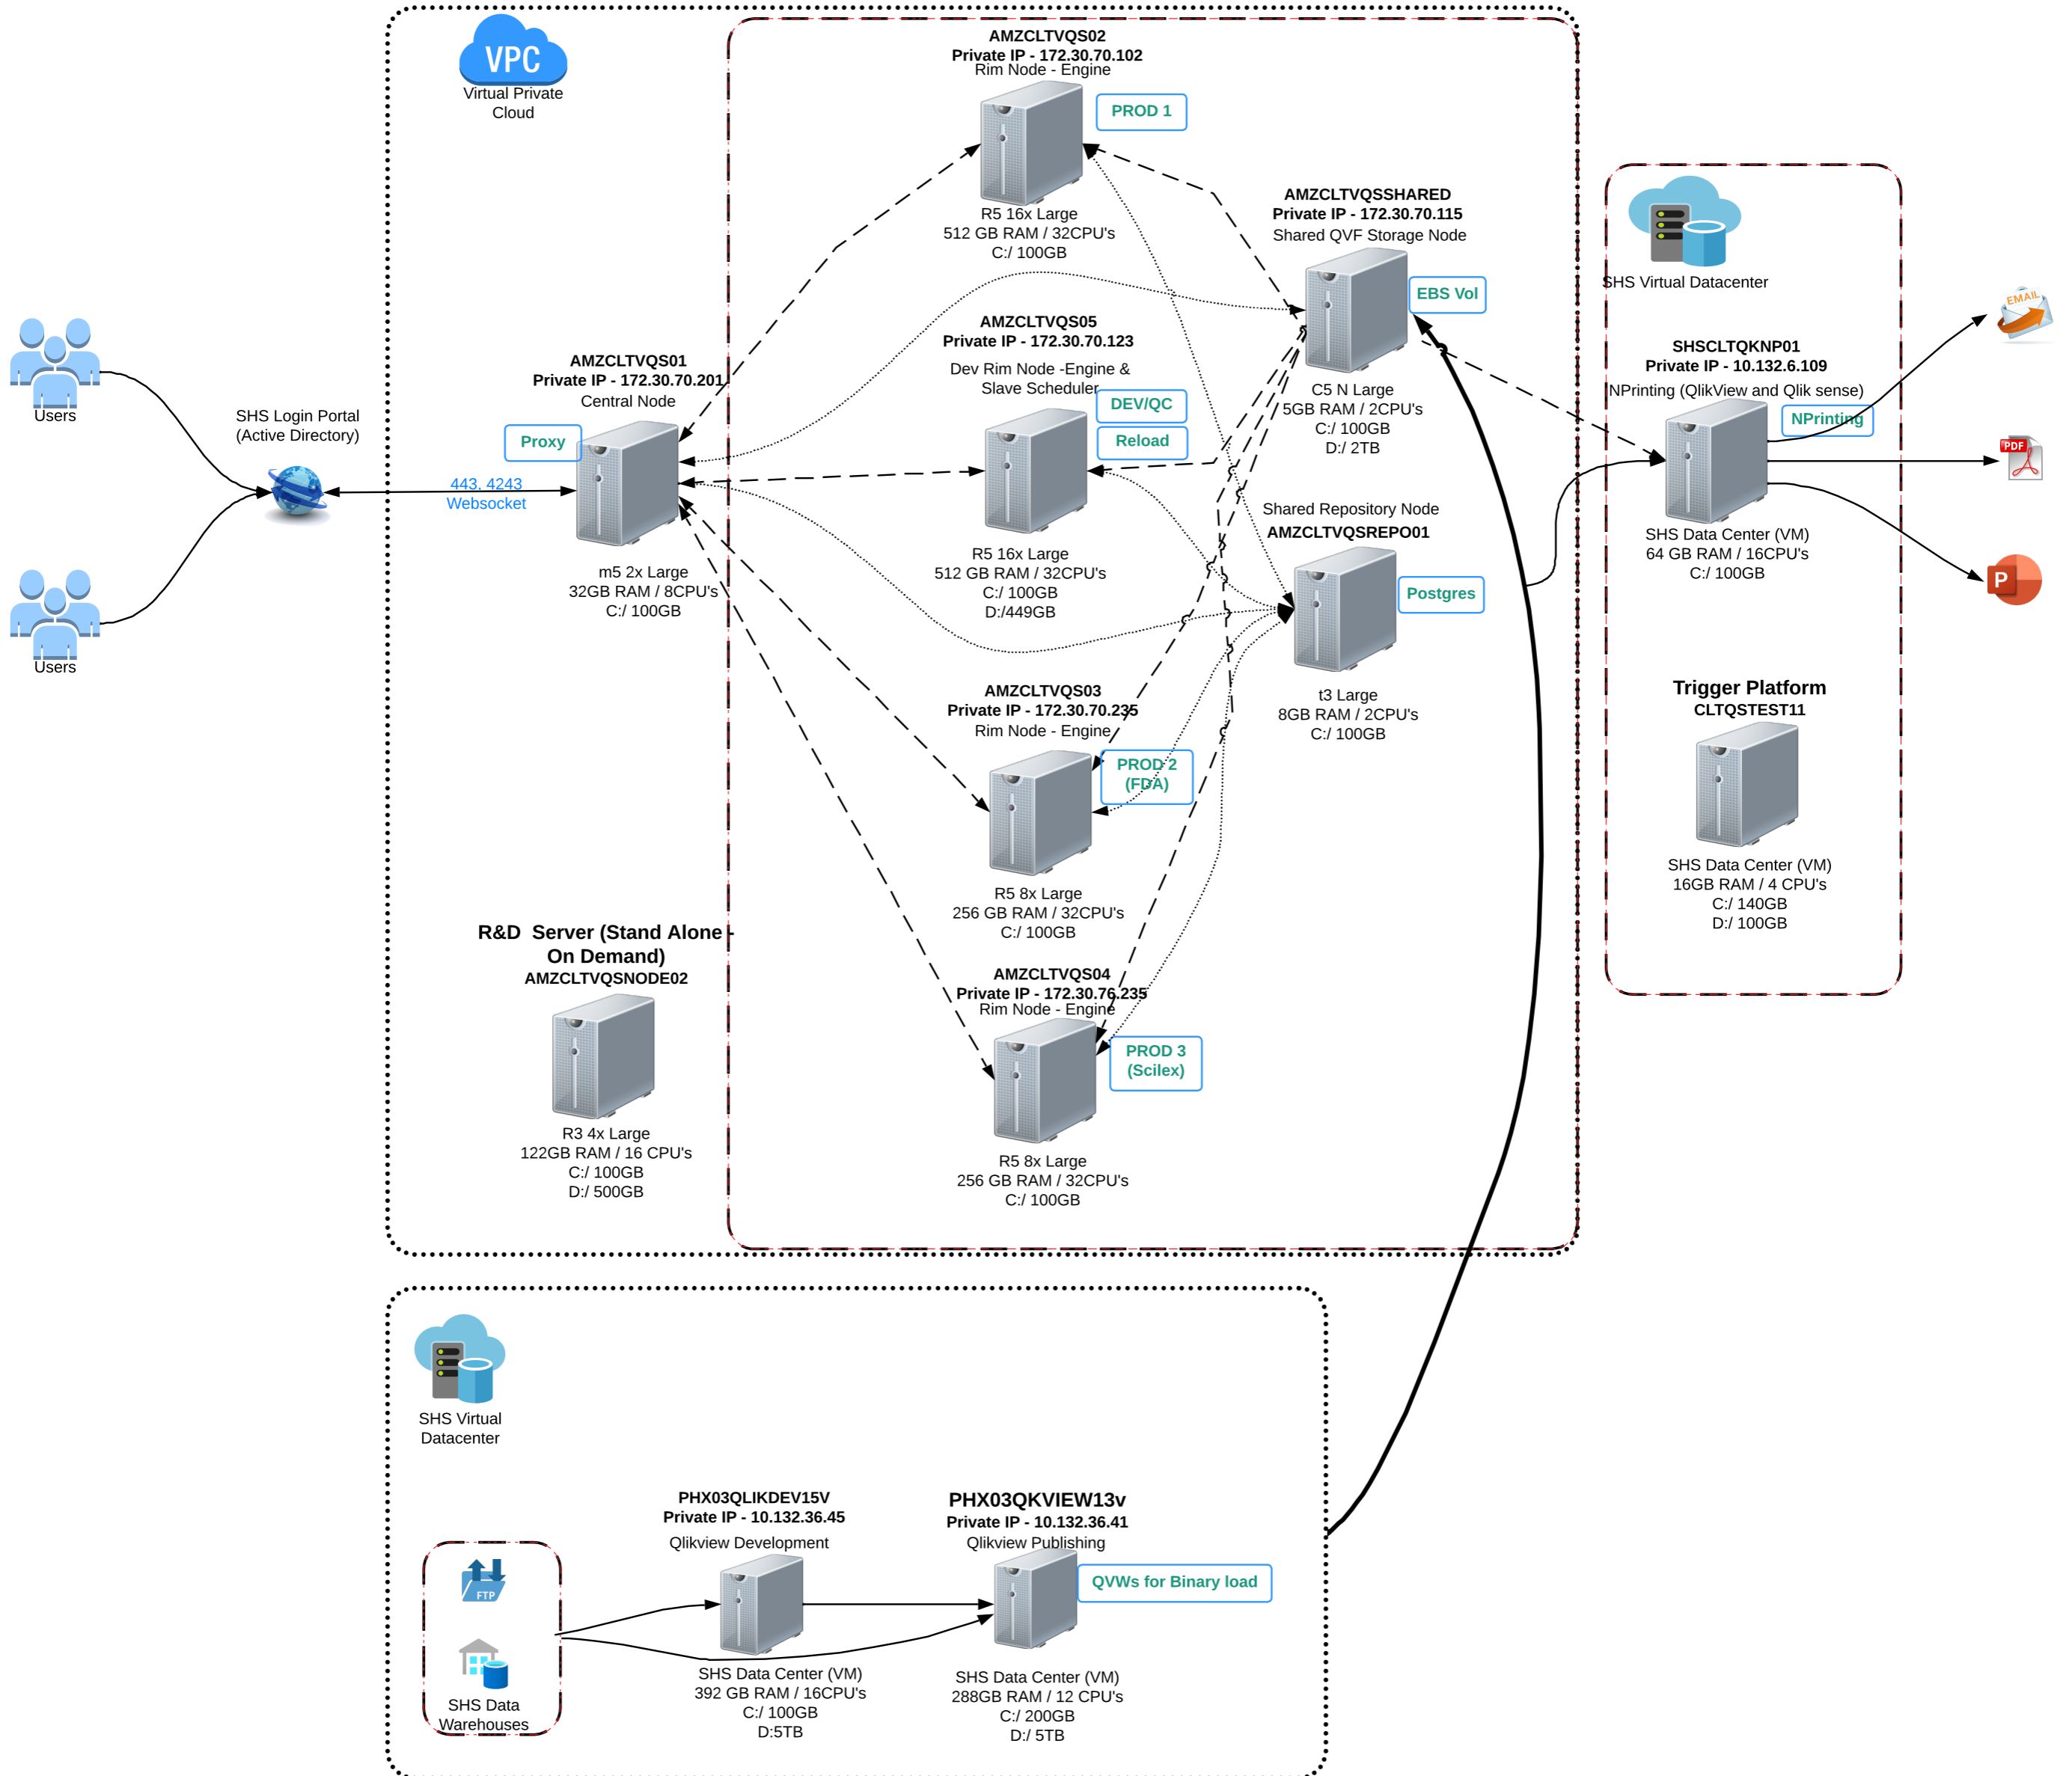 VPC
Virtual Private
Cloud
AMZCLTVQS02
Private IP - 172.30.70.102
Rim Node - Engine
PROD 1
R5 16x Large
512 GB RAM / 32CPU's
C:/ 100GB
AMZCLTVQSSHARED
Private IP - 172.30.70.115
Shared QVF Storage Node
EBS Vol
C5 N Large
5GB RAM / 2CPU's
C:/ 100GB
D:/ 2TB
SHS Virtual Datacenter
EMAIL
Users
SHS Login Portal
(Active Directory)
443, 4243
Websocket
Users
AMZCLTVQS01
Private IP - 172.30.70.201
Central Node
Proxy
m5 2x Large
32GB RAM / 8CPU's
C:/ 100GB
AMZCLTVQS05
Private IP - 172.30.70.123
Dev Rim Node -Engine &
Slave Scheduler
DEV/QC
Reload
R5 16x Large
512 GB RAM / 32CPU's
C:/ 100GB
D:/449GB
Shared Repository Node
AMZCLTVQSREPO01
Postgres
t3 Large
8GB RAM / 2CPU's
C:/ 100GB
SHSCLTQKNP01
Private IP - 10.132.6.109
NPrinting (QlikView and Qlik sense)
NPrinting
SHS Data Center (VM)
64 GB RAM / 16CPU's
C:/ 100GB
PDF
P
AMZCLTVQS03
Private IP - 172.30.70.235
Rim Node - Engine
PROD 2
(FDA)
R5 8x Large
256 GB RAM / 32CPU's
C:/ 100GB
Trigger Platform
CLTQSTEST11
SHS Data Center (VM)
16GB RAM / 4 CPU's
C:/ 140GB
D:/ 100GB
R&D  Server (Stand Alone -
On Demand)
AMZCLTVQSNODE02
R3 4x Large
122GB RAM / 16 CPU's
C:/ 100GB
D:/ 500GB
AMZCLTVQS04
Private IP - 172.30.76.235
Rim Node - Engine
PROD 3
(Scilex)
R5 8x Large
256 GB RAM / 32CPU's
C:/ 100GB
SHS Virtual
Datacenter
FTP
SHS Data
Warehouses
PHX03QLIKDEV15V
Private IP - 10.132.36.45
Qlikview Development
SHS Data Center (VM)
392 GB RAM / 16CPU's
C:/ 100GB
D:5TB
PHX03QKVIEW13v
Private IP - 10.132.36.41
Qlikview Publishing
QVWs for Binary load
SHS Data Center (VM)
288GB RAM / 12 CPU's
C:/ 200GB
D:/ 5TB